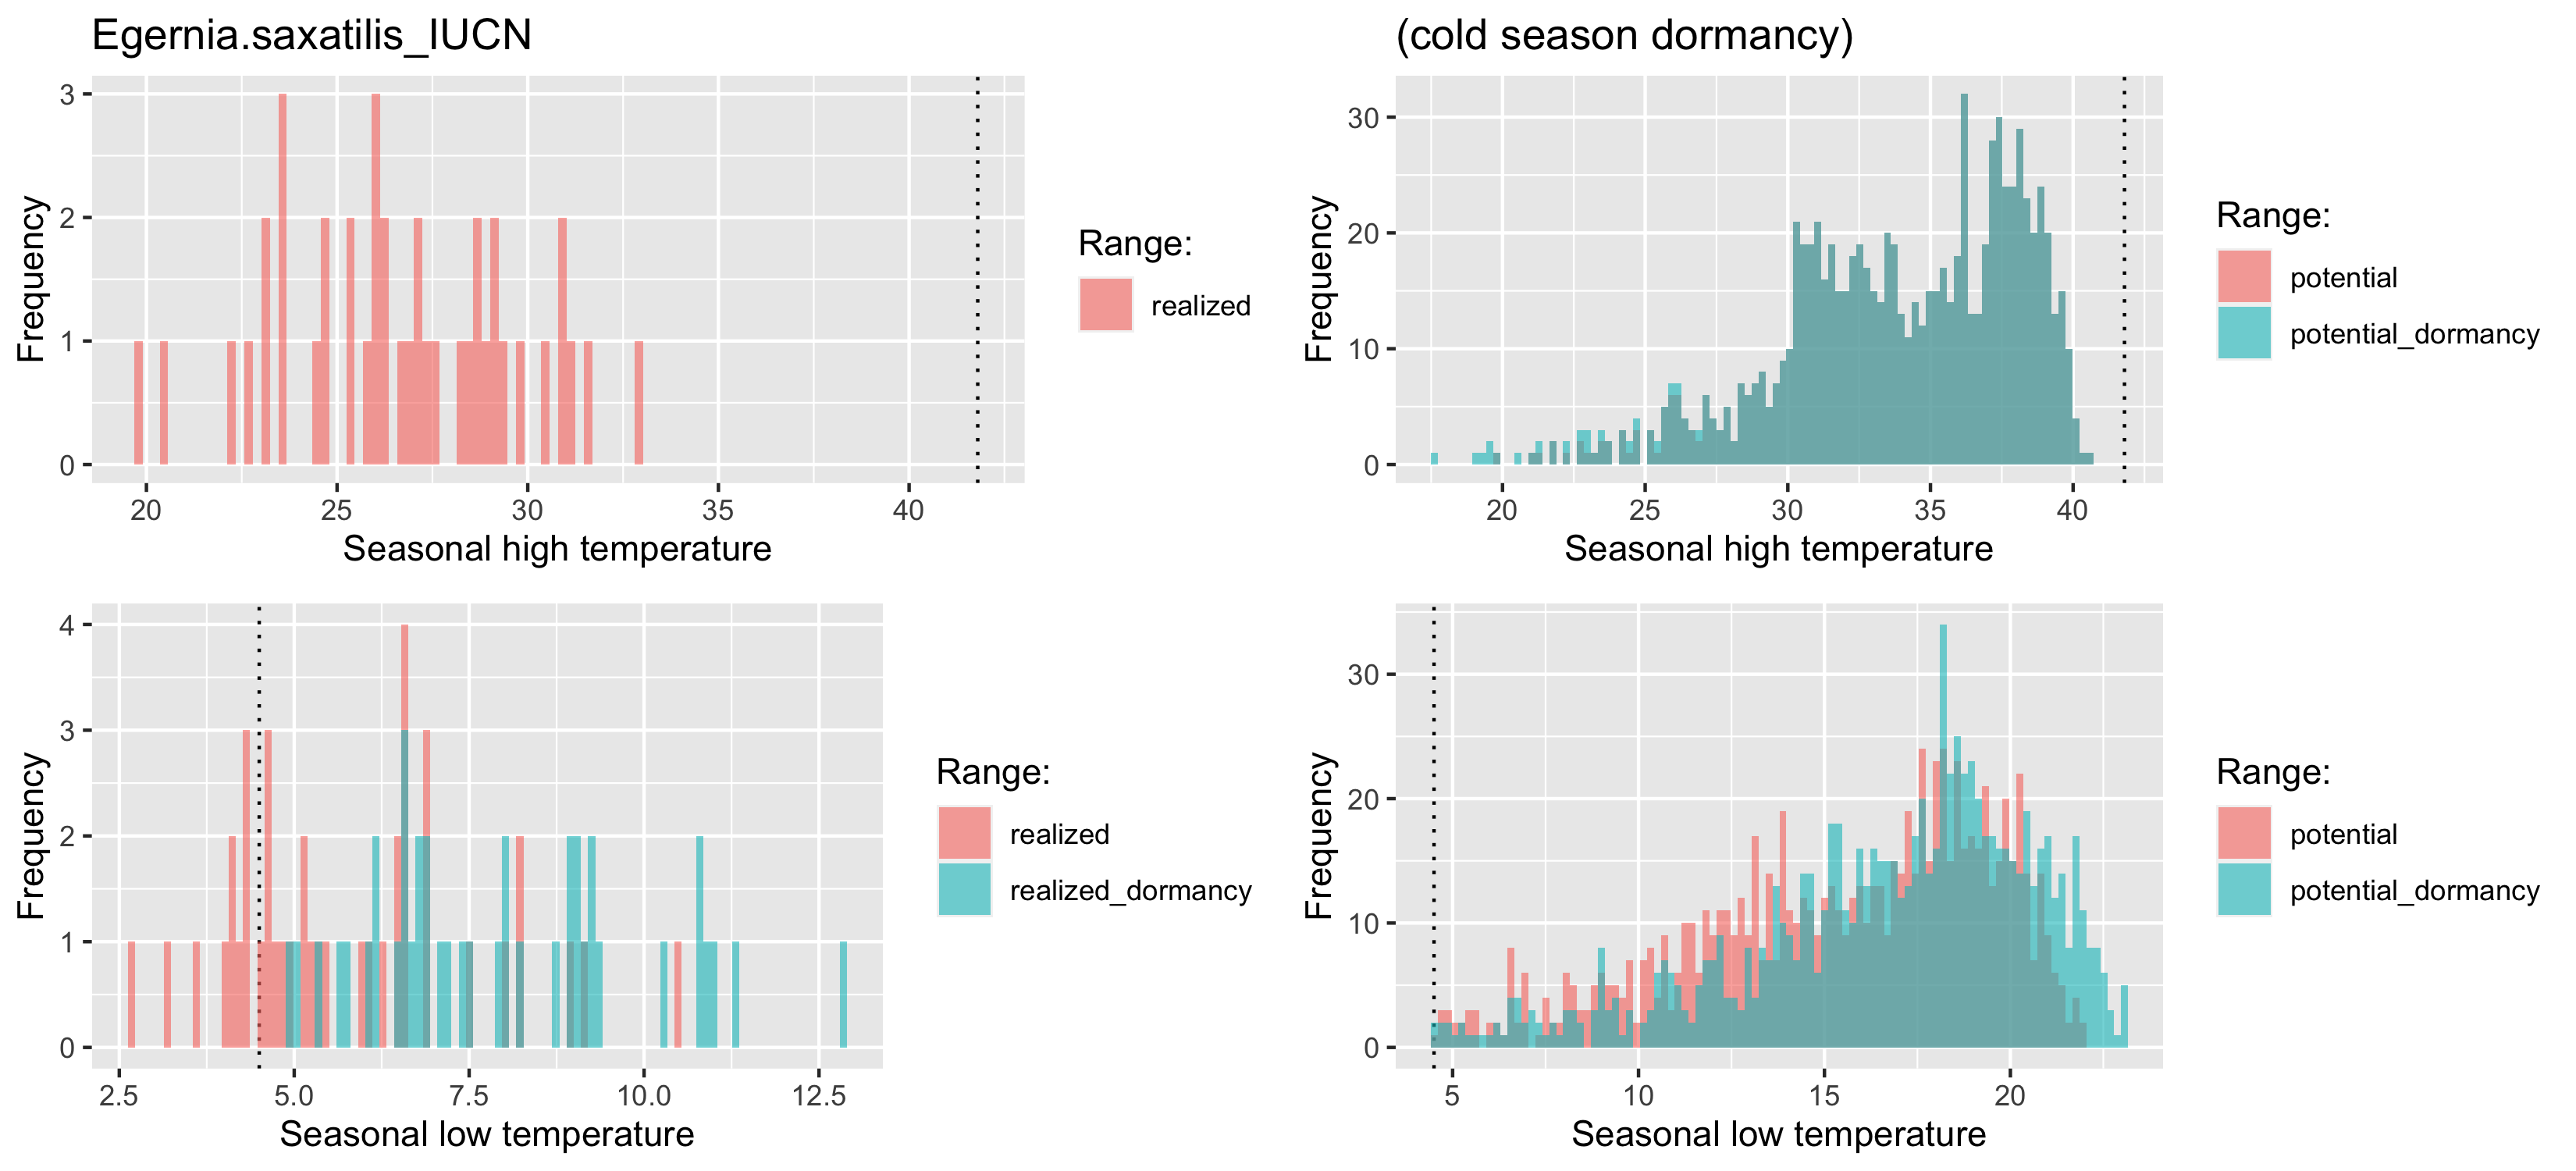 Egernia.saxatilis_IUCN
3
2
1
0
Frequency
20 25 30 35 40
Seasonal high temperature
Range:
realized
(cold season dormancy)
30
20
10
0
Frequency
20 25 30 35 40
Seasonal high temperature
Range:
potential
potential_dormancy
4
3
2
1
0
Frequency
2.5 5.0 7.5 10.0 12.5
Seasonal low temperature
Range:
realized
realized_dormancy
30
20
10
0
Frequency
5 10 15 20
Seasonal low temperature
Range:
potential
potential_dormancy